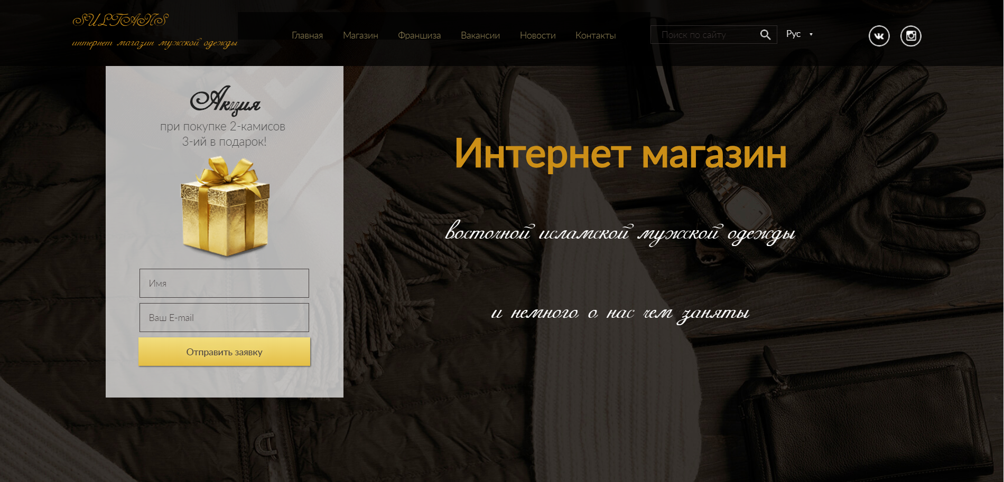 SULTANS
интернет магазин мужской одежды
Главная Магазин Франшиза Вакансии Новости Контакты
Поиск по сайту
Рус
Акция
при покупке 2-камисов
3-ий в подарок!
Имя
Ваш E-mail
Отправить заявку
Интернет магазин
восточной исламской мужской одежды
и немного о нас чем заняты